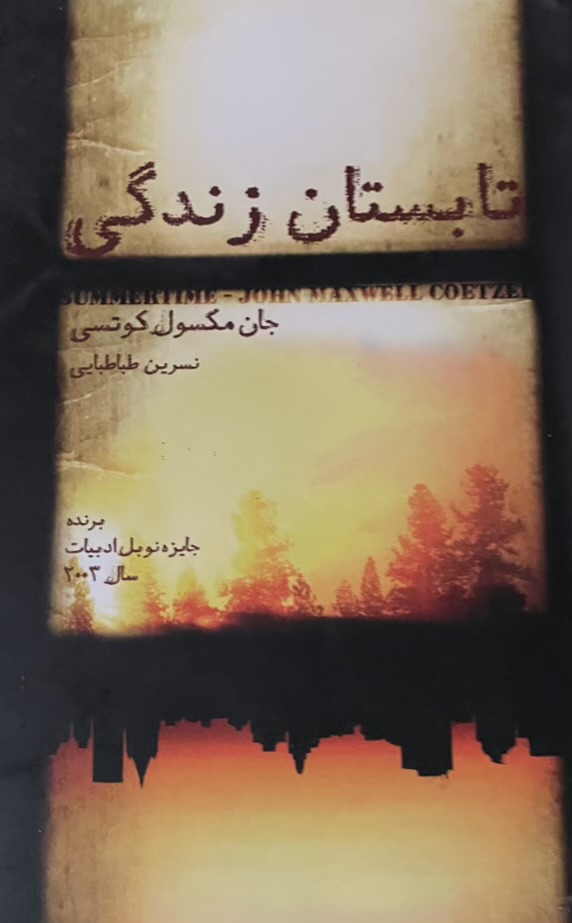 تابستان زندگی
SUMMERTIME - JOHN MAXWELL COETZEE
جان مکسول کوتسی
نسرین طباطبایی
برنده
جایزه نوبل ادبیات
سال ۲۰۰۳